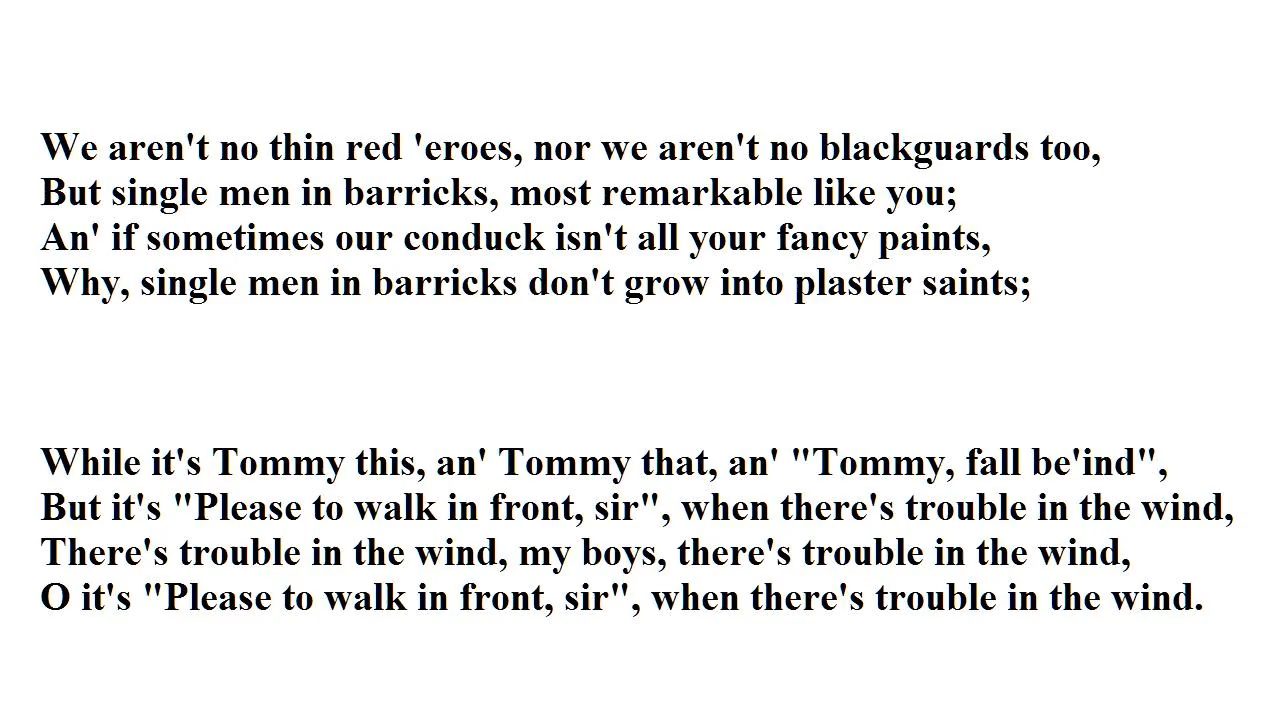 We aren't no thin red 'eroes, nor we aren't no blackguards too,
But single men in barricks, most remarkable like you;
An' if sometimes our conduck isn't all your fancy paints,
Why, single men in barricks don't grow into plaster saints;
While it's Tommy this, an' Tommy that, an' "Tommy, fall be'ind",
But it's "Please to walk in front, sir", when there's trouble in the wind,
There's trouble in the wind, my boys, there's trouble in the wind,
O it's "Please to walk in front, sir", when there's trouble in the wind.